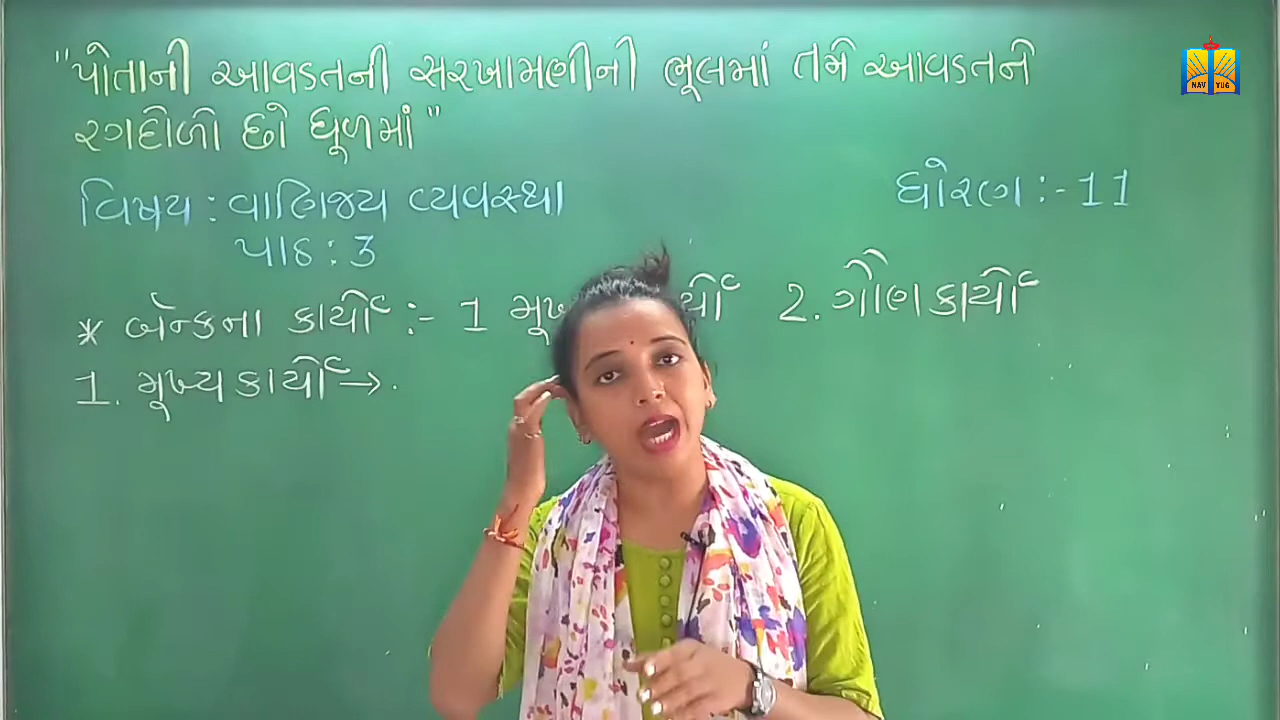 "પોતાની આવડતની સરખામણીની ભૂલમાં તમે આવડતને
રગદોળો છો ધૂળમાં"
વિષય : વાણિજ્ય વ્યવસ્થા
ધોરણ :- 11
પાઠ : 3
* બેન્કના કાર્યો :- 1 2. ગૌણ કાર્યો
1. મૂખ્ય કાર્યો → .
NAV YUG